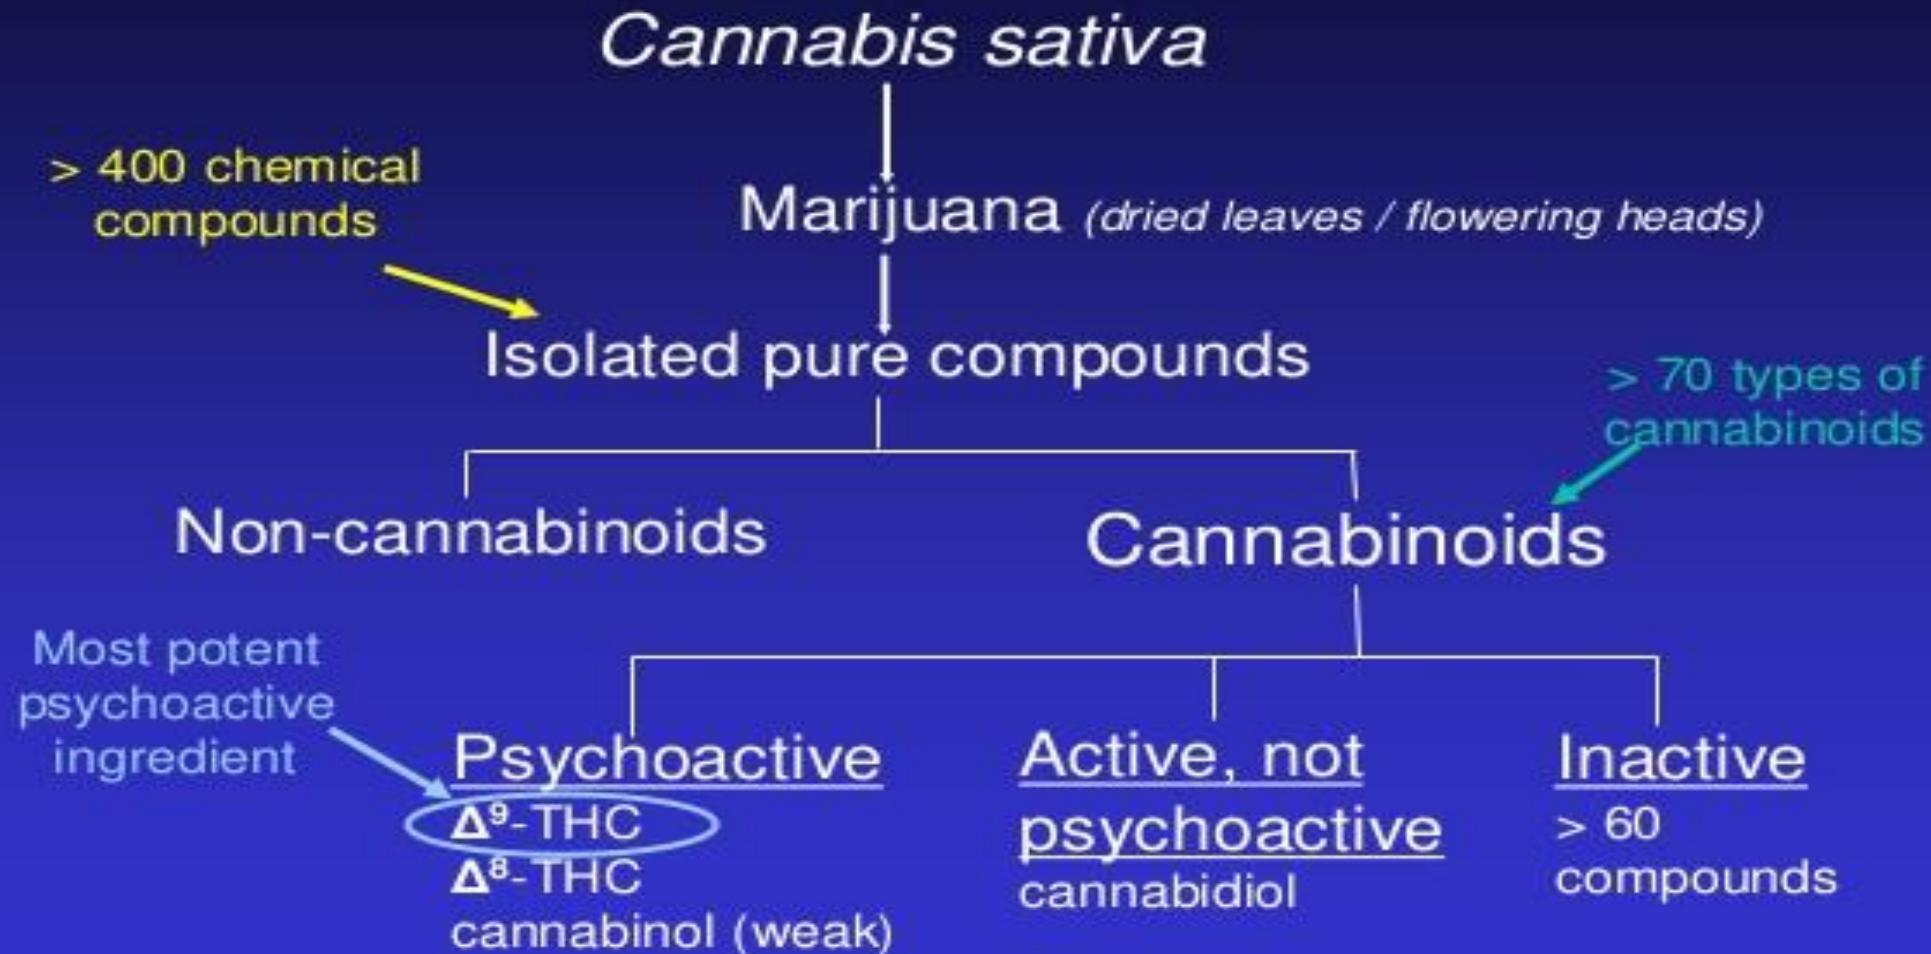 Cannabis sativa
> 400 chemical
compounds
Marijuana (dried leaves / flowering heads)
Isolated pure compounds
> 70 types of
cannabinoids
Non-cannabinoids
Cannabinoids
Most potent
psychoactive
ingredient
Psychoactive
Δ⁹-THC
Δ⁸-THC
cannabinol (weak)
Active, not
psychoactive
cannabidiol
Inactive
> 60
compounds